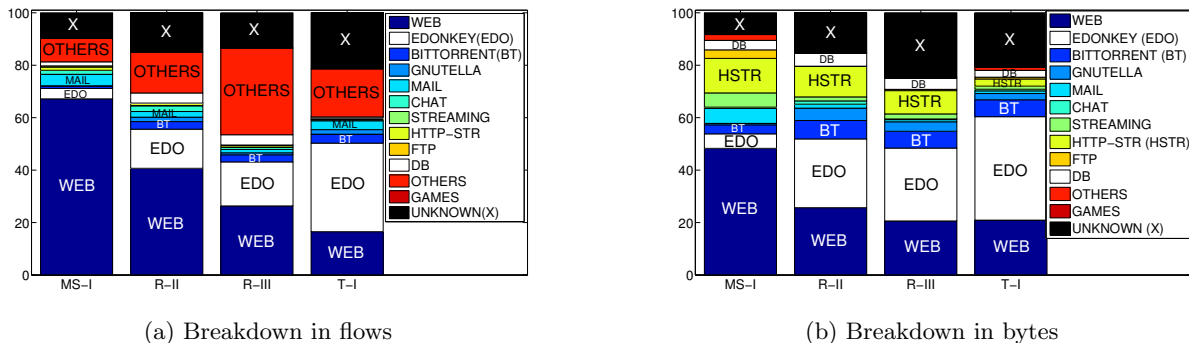 100
80
60
40
20
0
X
OTHERS
MAIL
EDO
WEB
X
OTHERS
MAIL
BT
EDO
WEB
X
OTHERS
BT
EDO
WEB
X
OTHERS
MAIL
BT
EDO
WEB
MS-I
R-II
R-III
T-I
WEB
EDONKEY(EDO)
BITTORRENT(BT)
GNUTELLA
MAIL
CHAT
STREAMING
HTTP-STR
FTP
DB
OTHERS
GAMES
UNKNOWN(X)
(a) Breakdown in flows
100
80
60
40
20
0
X
DB
HSTR
BT
EDO
WEB
X
DB
HSTR
BT
EDO
WEB
X
DB
HSTR
BT
EDO
WEB
X
DB
HSTR
BT
EDO
WEB
MS-I
R-II
R-III
T-I
WEB
EDONKEY (EDO)
BITTORRENT (BT)
GNUTELLA
MAIL
CHAT
STREAMING
HTTP-STR (HSTR)
FTP
DB
OTHERS
GAMES
UNKNOWN (X)
(b) Breakdown in bytes